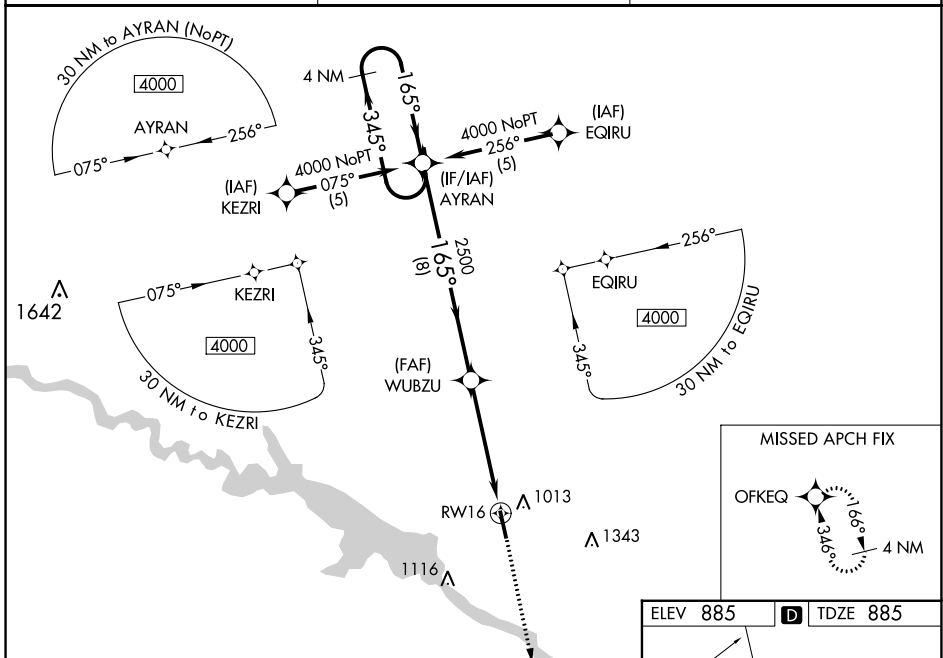 30 NM to AYRAN (NoPT)
4000
AYRAN
075°
256°
4 NM
165°
345°
4000 NoPT
075°
(5)
(IAF)
KEZRI
4000 NoPT
256°
(5)
(IAF)
EQIRU
(IF/IAF)
AYRAN
2500
165°
(8)
1642
075°
KEZRI
4000
345°
30 NM to KEZRI
256°
EQIRU
4000
345°
30 NM to EQIRU
(FAF)
WUBZU
RW16
1013
1343
1116
MISSED APCH FIX
OFKEQ
166°
346°
4 NM
ELEV 885 D TDZE 885